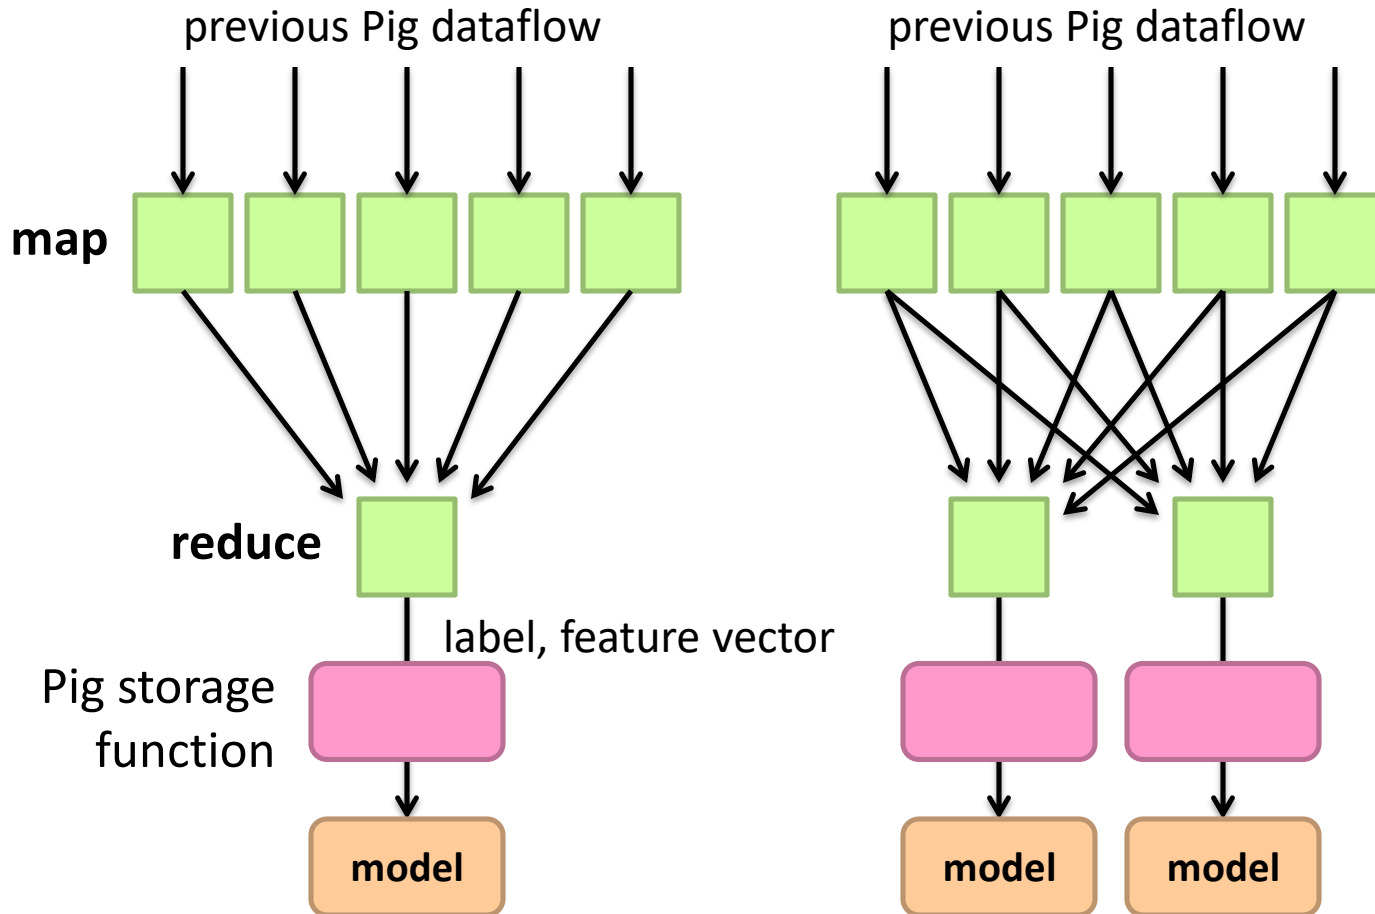 previous Pig dataflow
previous Pig dataflow
map
reduce
label, feature vector
Pig storage
function
model
model
model